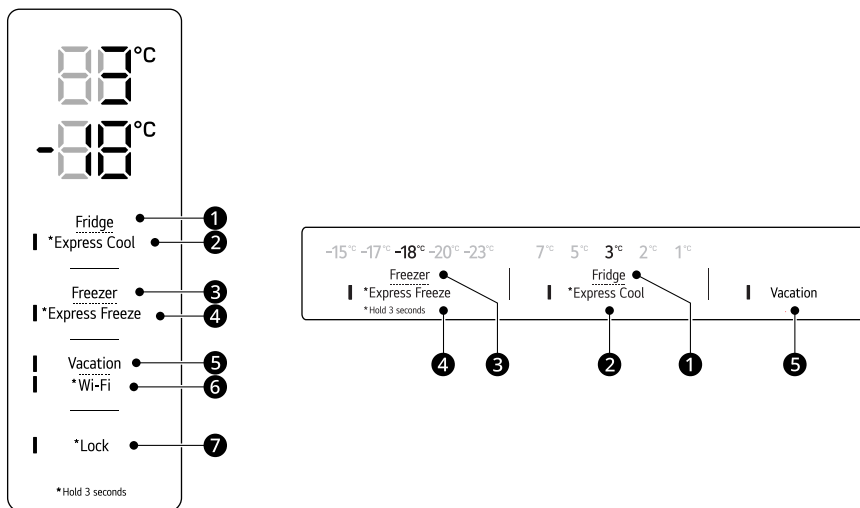 3°C
-18°C
Fridge
*Express Cool
Freezer
*Express Freeze
Vacation
*Wi-Fi
*Lock
*Hold 3 seconds
1
2
3
4
5
6
7
-15°C -17°C -18°C -20°C -23°C 7°C 5°C 3°C 2°C 1°C
Freezer Fridge
*Express Freeze *Express Cool Vacation
*Hold 3 seconds
4 3 2 1 5